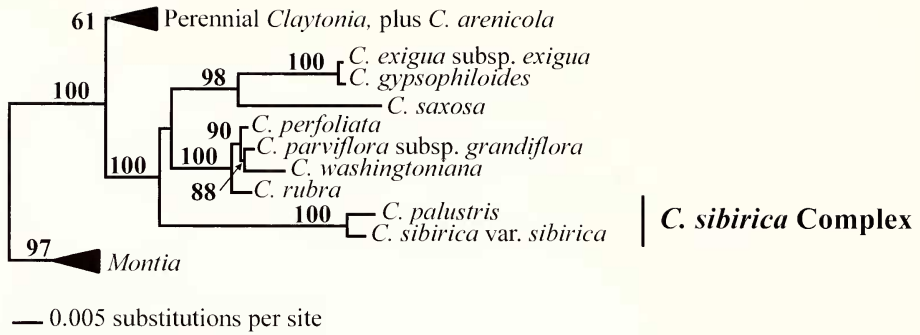 61
Perennial Claytonia, plus C. arenicola
100
C. exigua subsp. exigua
98
C. gypsophiloides
100
C. saxosa
C. perfoliata
90
C. parviflora subsp. grandiflora
100
100
C. washingtoniana
88
C. rubra
100
C. palustris
C. sibirica Complex
C. sibirica var. sibirica
97
Montia
0.005 substitutions per site